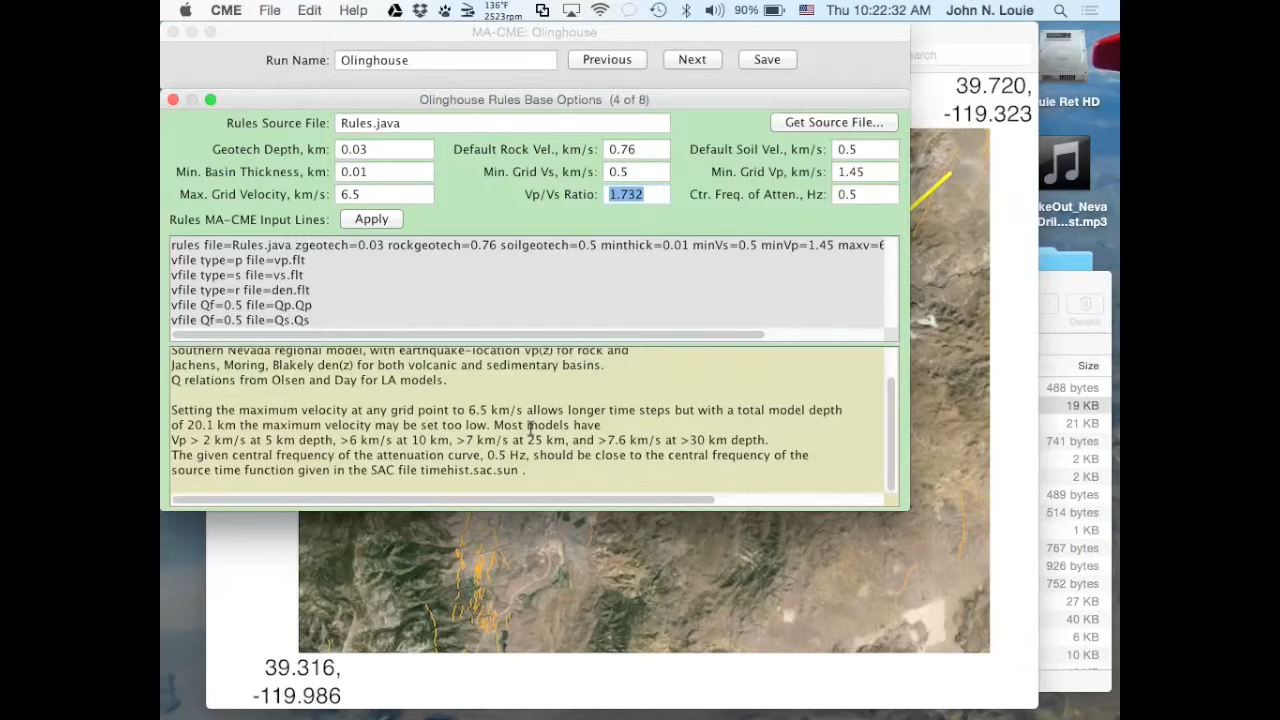 CME File Edit Help 136°F 2523rpm 90% Thu 10:22:32 AM John N. Louie
MA-CME: Olinghouse
Run Name: Olinghouse Previous Next Save
earch
39.720,
-119.323
uie Ret HD
Olinghouse Rules Base Options (4 of 8)
Rules Source File: Rules.java Get Source File...
Geotech Depth, km: 0.03 Default Rock Vel., km/s: 0.76 Default Soil Vel., km/s: 0.5
Min. Basin Thickness, km: 0.01 Min. Grid Vs, km/s: 0.5 Min. Grid Vp, km/s: 1.45
Max. Grid Velocity, km/s: 6.5 Vp/Vs Ratio: 1.732 Ctr. Freq. of Atten., Hz: 0.5
Rules MA-CME Input Lines: Apply
keOut_Neva
Dril...st.mp3
rules file=Rules.java zgeotech=0.03 rockgeotech=0.76 soilgeotech=0.5 minthick=0.01 minVs=0.5 minVp=1.45 maxv=6
vfile type=p file=vp.flt
vfile type=s file=vs.flt
vfile type=r file=den.flt
vfile Qf=0.5 file=Qp.Qp
vfile Qf=0.5 file=Qs.Qs
Delete
Southern Nevada regional model, with earthquake-location Vp(z) for rock and
Jachens, Moring, Blakely den(z) for both volcanic and sedimentary basins.
Q relations from Olsen and Day for LA models.
Setting the maximum velocity at any grid point to 6.5 km/s allows longer time steps but with a total model depth
of 20.1 km the maximum velocity may be set too low. Most models have
Vp > 2 km/s at 5 km depth, >6 km/s at 10 km, >7 km/s at 25 km, and >7.6 km/s at >30 km depth.
The given central frequency of the attenuation curve, 0.5 Hz, should be close to the central frequency of the
source time function given in the SAC file timehist.sac.sun .
Size
488 bytes
19 KB
21 KB
741 bytes
2 KB
2 KB
489 bytes
514 bytes
1 KB
767 bytes
926 bytes
752 bytes
27 KB
40 KB
6 KB
10 KB
39.316,
-119.986